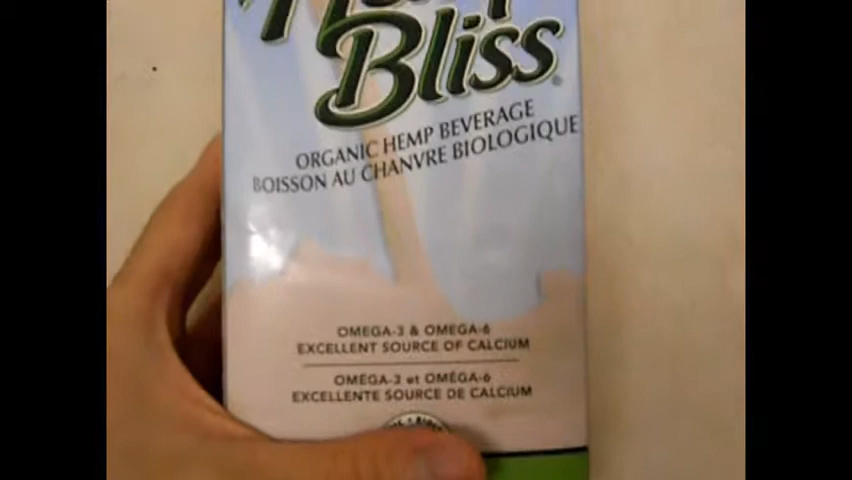 Hemp
Bliss
ORGANIC HEMP BEVERAGE
BOISSON AU CHANVRE BIOLOGIQUE
OMEGA-3 & OMEGA-6
EXCELLENT SOURCE OF CALCIUM
OMÉGA-3 et OMÉGA-6
EXCELLENTE SOURCE DE CALCIUM